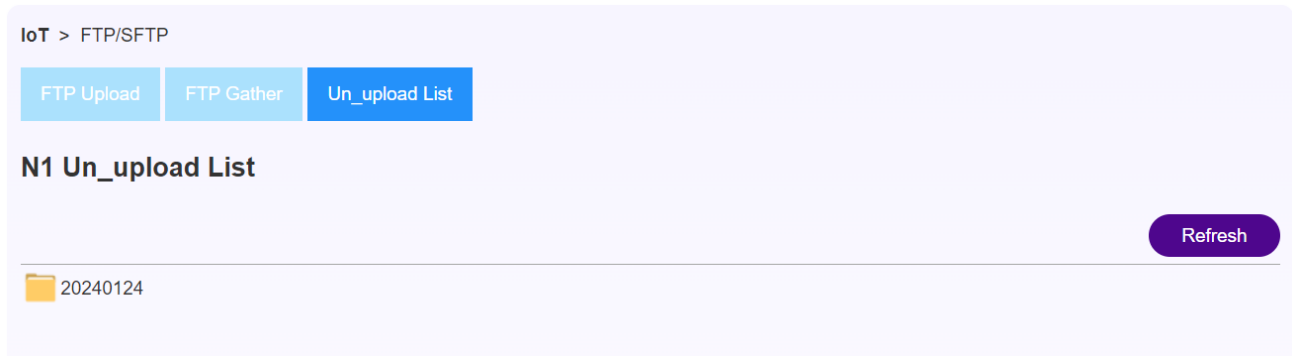 IoT > FTP/SFTP
FTP Upload FTP Gather Un_upload List
N1 Un_upload List
Refresh
20240124